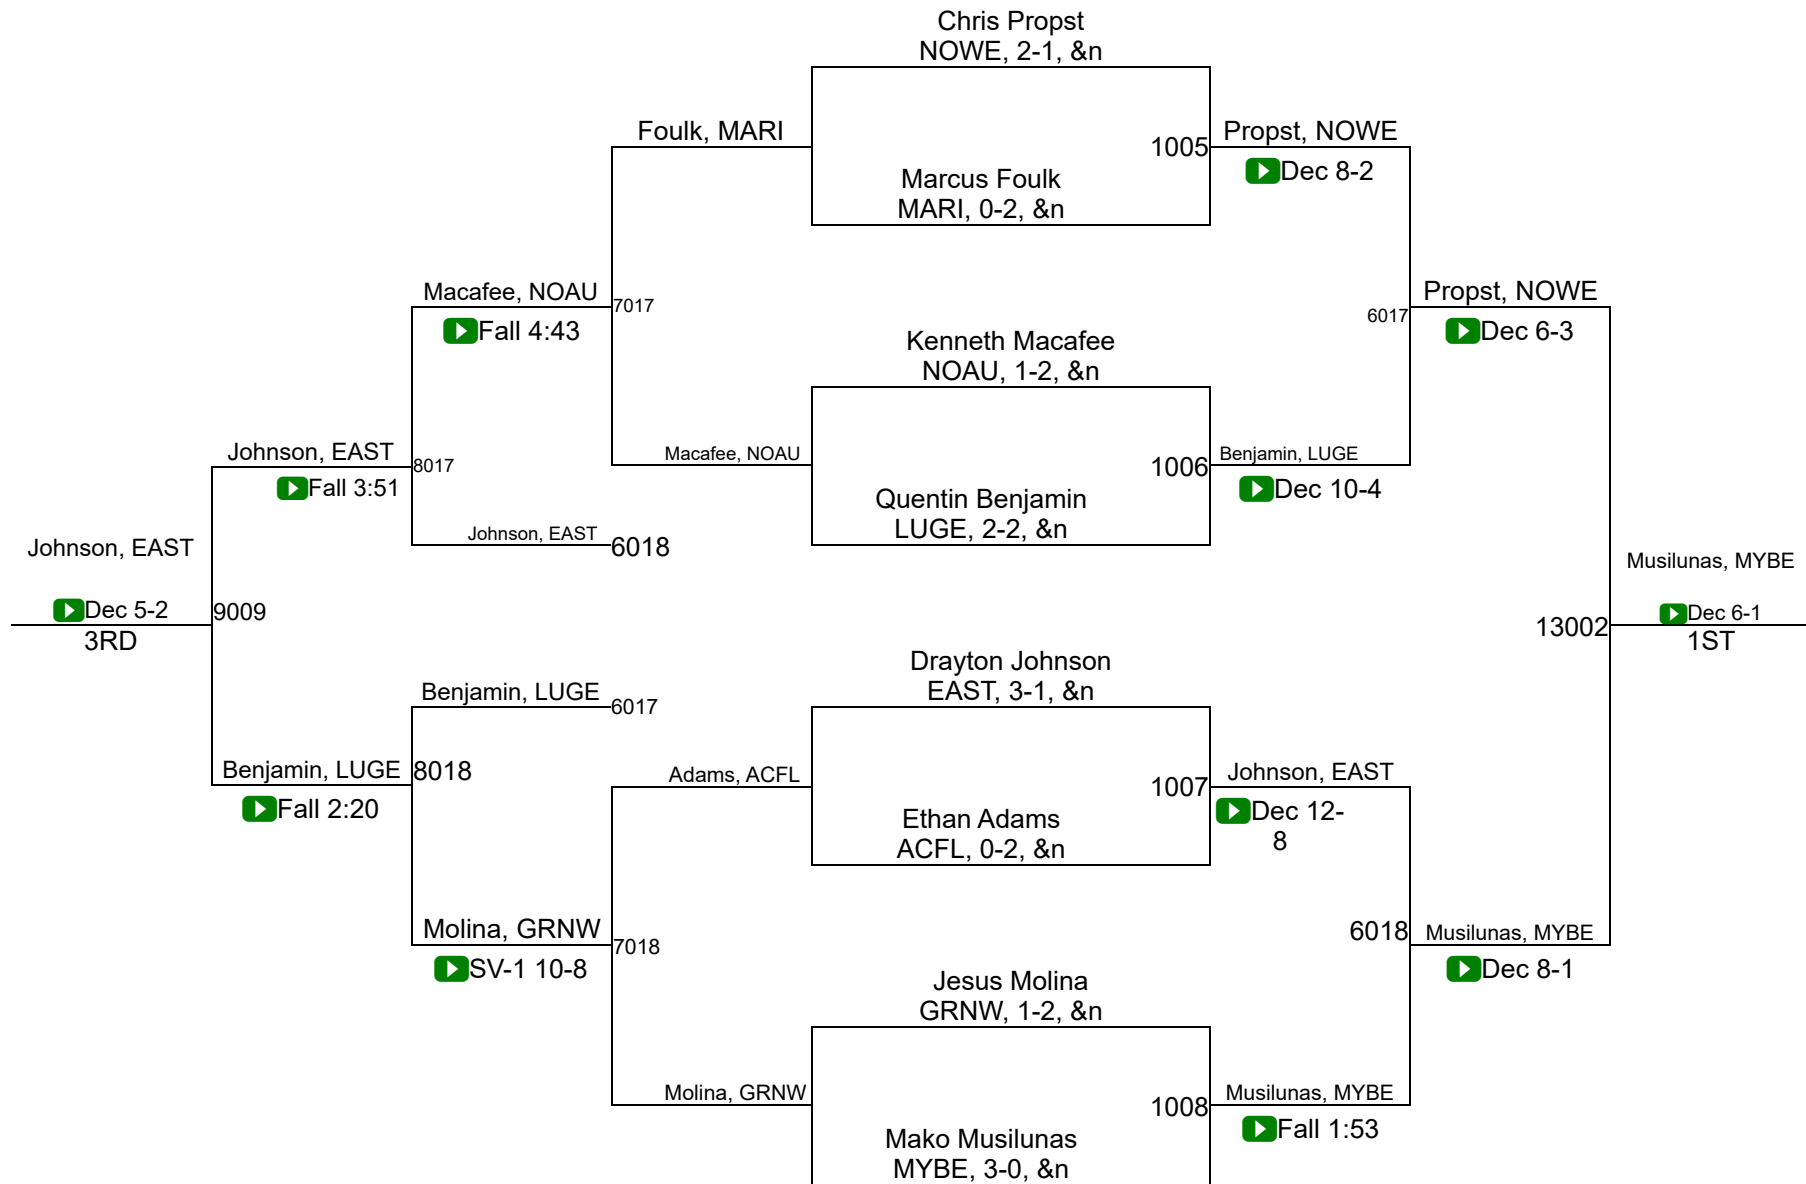 Chris Propst
NOWE, 2-1, &n
Foulk, MARI
1005
Propst, NOWE
Dec 8-2
Marcus Foulk
MARI, 0-2, &n
Macafee, NOAU
7017
Fall 4:43
Propst, NOWE
6017
Dec 6-3
Kenneth Macafee
NOAU, 1-2, &n
Johnson, EAST
8017
Fall 3:51
Macafee, NOAU
1006
Benjamin, LUGE
Dec 10-4
Quentin Benjamin
LUGE, 2-2, &n
Johnson, EAST
6018
Johnson, EAST
Dec 5-2
9009
3RD
Musilunas, MYBE
13002
Dec 6-1
1ST
Drayton Johnson
EAST, 3-1, &n
Benjamin, LUGE
6017
Benjamin, LUGE
8018
Fall 2:20
Adams, ACFL
1007
Johnson, EAST
Dec 12-
8
Ethan Adams
ACFL, 0-2, &n
Molina, GRNW
7018
SV-1 10-8
6018
Musilunas, MYBE
Dec 8-1
Jesus Molina
GRNW, 1-2, &n
Molina, GRNW
1008
Musilunas, MYBE
Fall 1:53
Mako Musilunas
MYBE, 3-0, &n